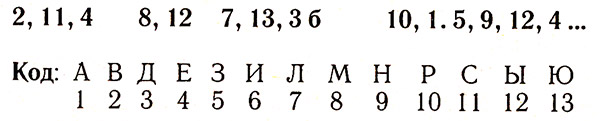 2, 11, 4 8, 12 7, 13, 3 6 10, 1. 5, 9, 12, 4 ...
Код: А В Д Е З И Л М Н Р С Ы Ю
1 2 3 4 5 6 7 8 9 10 11 12 13